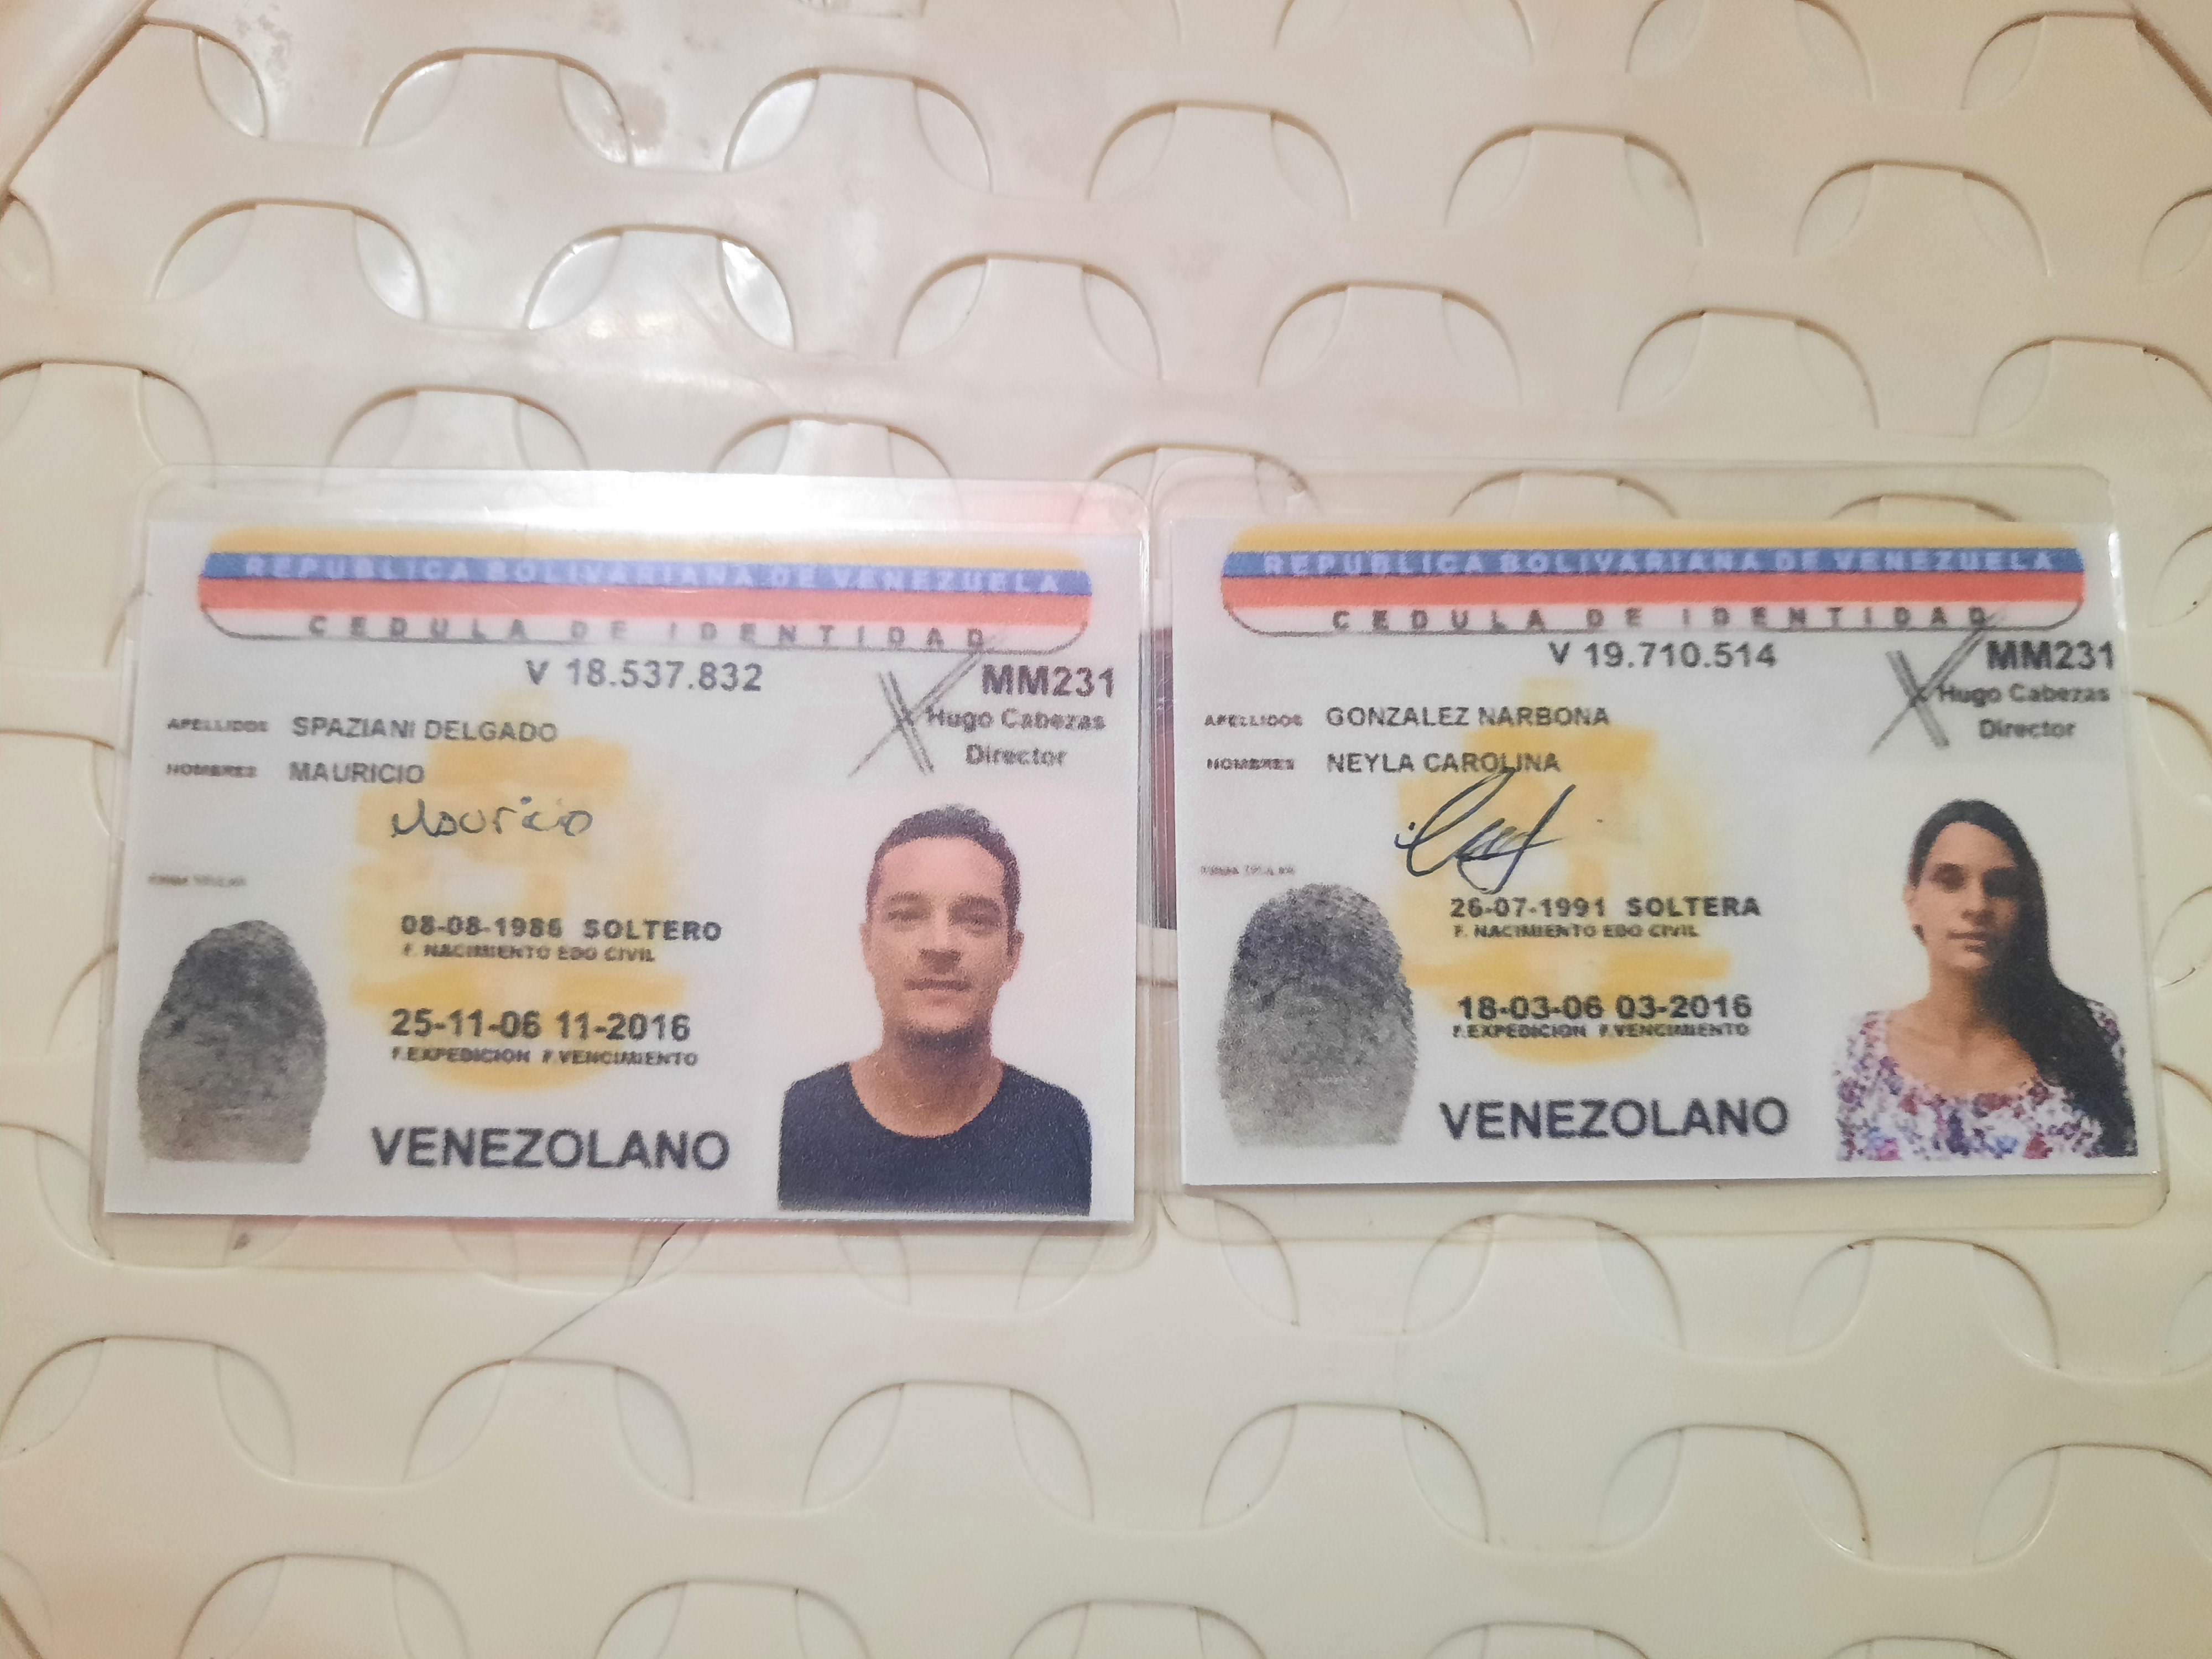 REPUBLICA BOLIVARIANA DE VENEZUELA
CEDULA DE IDENTIDAD
V 18.537.832
MM231
APELLIDOS SPAZIANI DELGADO
Hugo Cabezas
NOMBRES MAURICIO
Director
Mauricio
FIRMA TITULAR
08-08-1986 SOLTERO
F. NACIMIENTO EDO CIVIL
25-11-06 11-2016
F.EXPEDICION F.VENCIMIENTO
VENEZOLANO
REPUBLICA BOLIVARIANA DE VENEZUELA
CEDULA DE IDENTIDAD
V 19.710.514
MM231
APELLIDOS GONZALEZ NARBONA
Hugo Cabezas
NOMBRES NEYLA CAROLINA
Director
FIRMA TITULAR
26-07-1991 SOLTERA
F. NACIMIENTO EDO CIVIL
18-03-06 03-2016
F.EXPEDICION F.VENCIMIENTO
VENEZOLANO